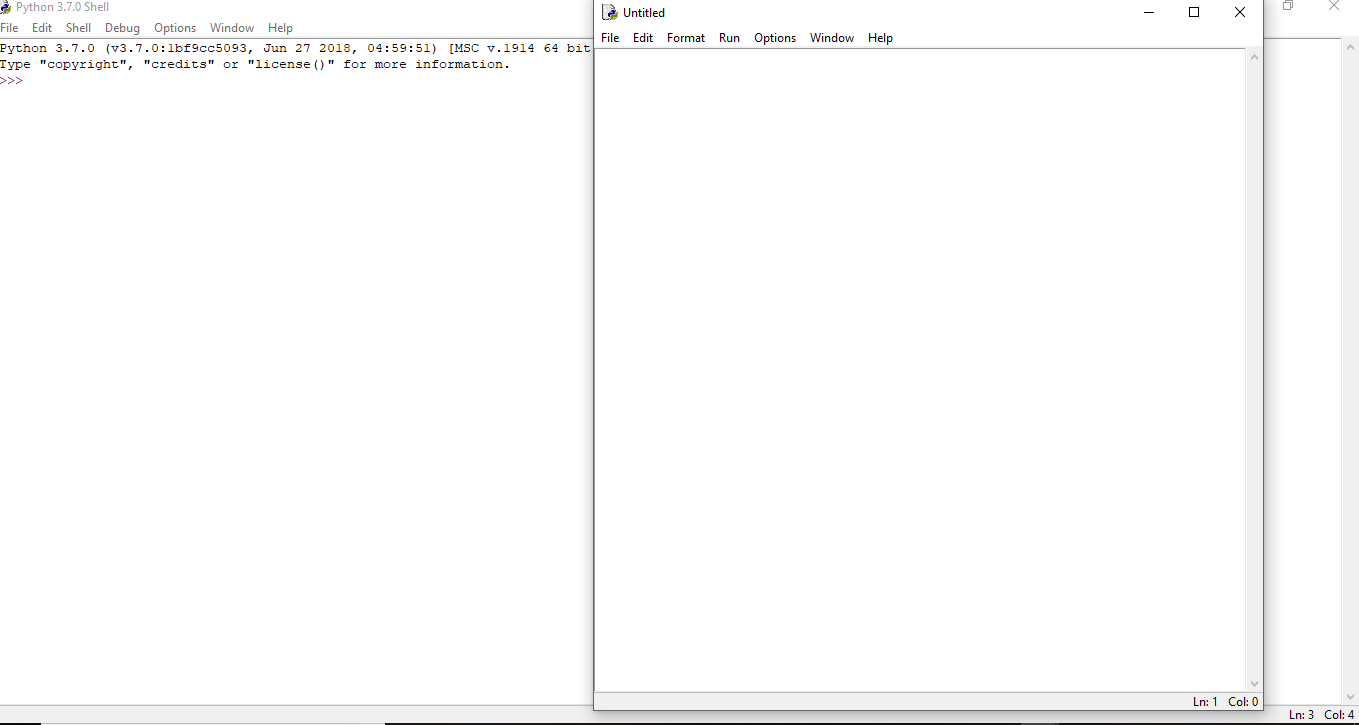 Python 3.7.0 Shell
File Edit Shell Debug Options Window Help
Python 3.7.0 (v3.7.0:1bf9cc5093, Jun 27 2018, 04:59:51) [MSC v.1914 64 bit
Type "copyright", "credits" or "license()" for more information.
>>>
Ln: 3 Col: 4
Untitled
File Edit Format Run Options Window Help
Ln: 1 Col: 0